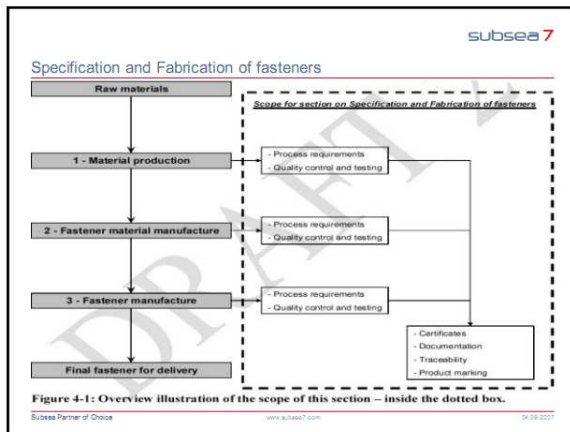 subsea 7
Specification and Fabrication of fasteners
Raw materials
Scope for section on Specification and Fabrication of fasteners
1 - Material production
- Process requirements
- Quality control and testing
2 - Fastener material manufacture
- Process requirements
- Quality control and testing
3 - Fastener manufacture
- Process requirements
- Quality control and testing
- Certificates
- Documentation
- Traceability
- Product marking
Final fastener for delivery
DRAFT 2
Figure 4-1: Overview illustration of the scope of this section – inside the dotted box.
Subsea Partner of Choice
www.subsea7.com
04.09.2007